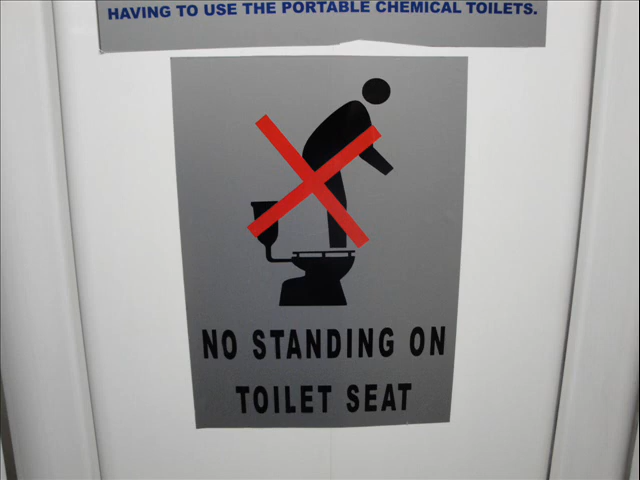 HAVING TO USE THE PORTABLE CHEMICAL TOILETS.
NO STANDING ON
TOILET SEAT